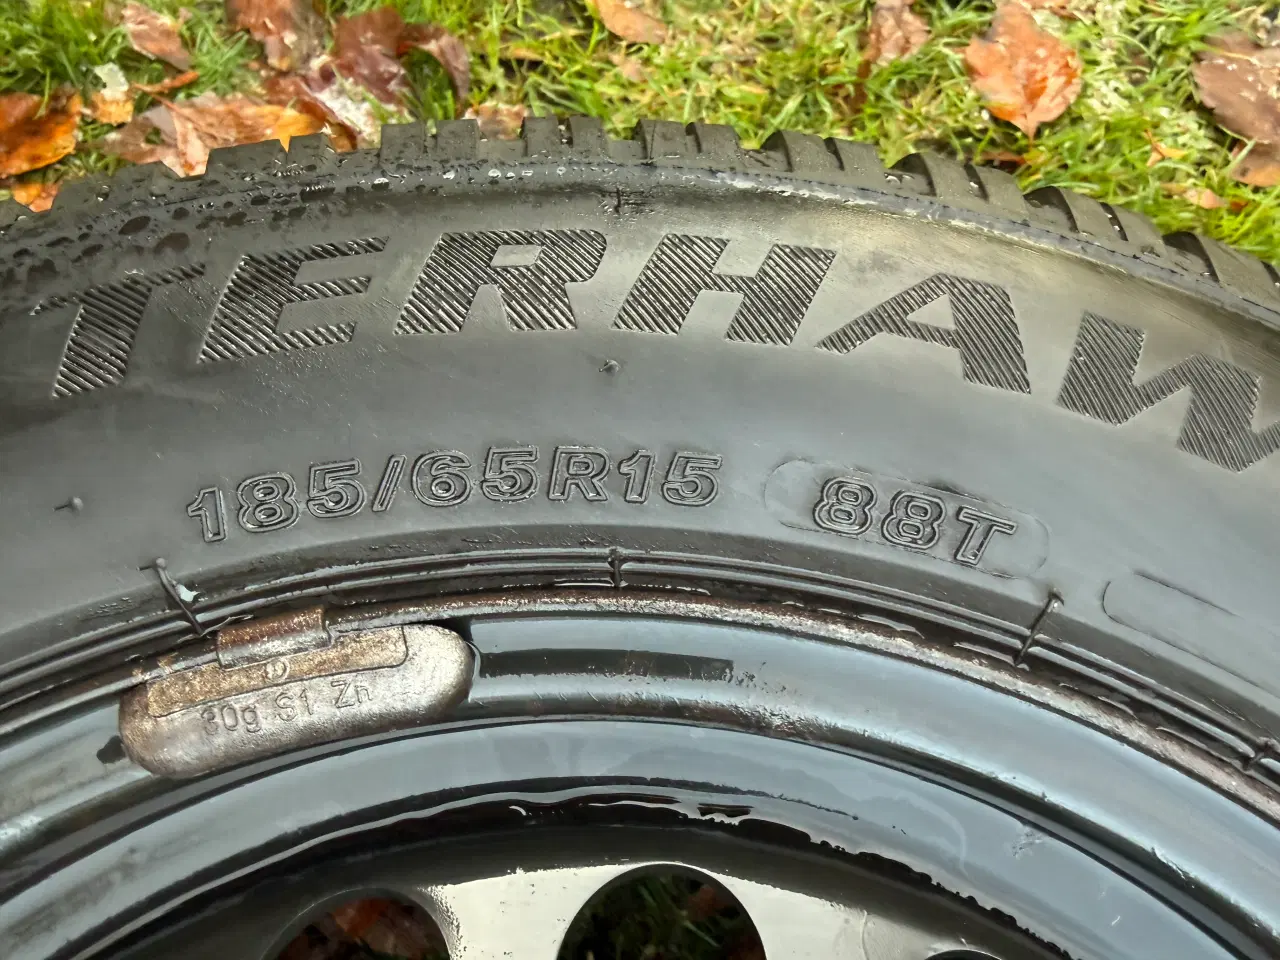 TERHAW
185/65R15 88T
30g S1 Zn